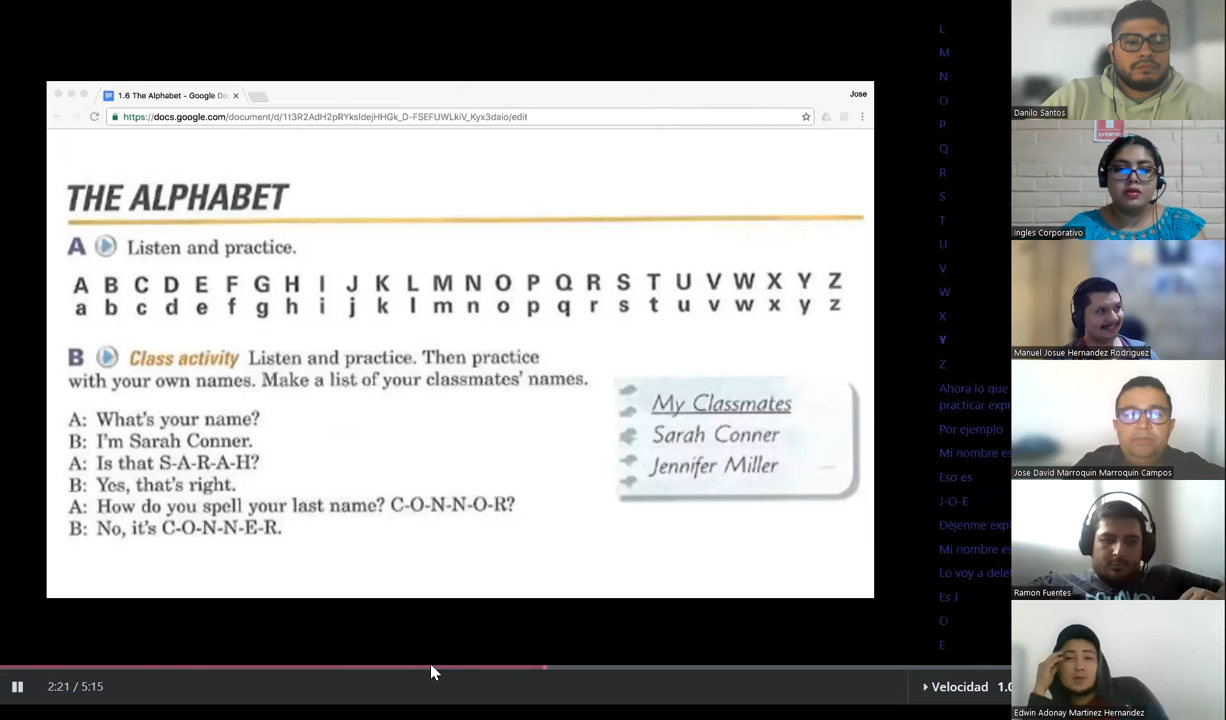 1.6 The Alphabet - Google Do
Jose
https://docs.google.com/document/d/1t3R2AdH2pRYksIdejHHGk_D-FSEFUWLkiV_Kyx3daio/edit
THE ALPHABET
A Listen and practice.
A B C D E F G H I J K L M N O P Q R S T U V W X Y Z
a b c d e f g h i j k l m n o p q r s t u v w x y z
B Class activity Listen and practice. Then practice
with your own names. Make a list of your classmates' names.
A: What's your name?
B: I'm Sarah Conner.
A: Is that S-A-R-A-H?
B: Yes, that's right.
A: How do you spell your last name? C-O-N-N-O-R?
B: No, it's C-O-N-N-E-R.
My Classmates
Sarah Conner
Jennifer Miller
L
M
N
O
P
Q
R
S
T
U
V
W
X
Y
Z
Ahora lo que
practicar expr
Por ejemplo
Mi nombre es
Eso es
J-O-E
Déjenme expl
Mi nombre es
Lo voy a delet
Es J
O
E
2:21 / 5:15
Velocidad 1.0
Danilo Santos
Ingles Corporativo
Manuel Josue Hernandez Rodriguez
Jose David Marroquin Marroquin Campos
Ramon Fuentes
Edwin Adonay Martinez Hernandez